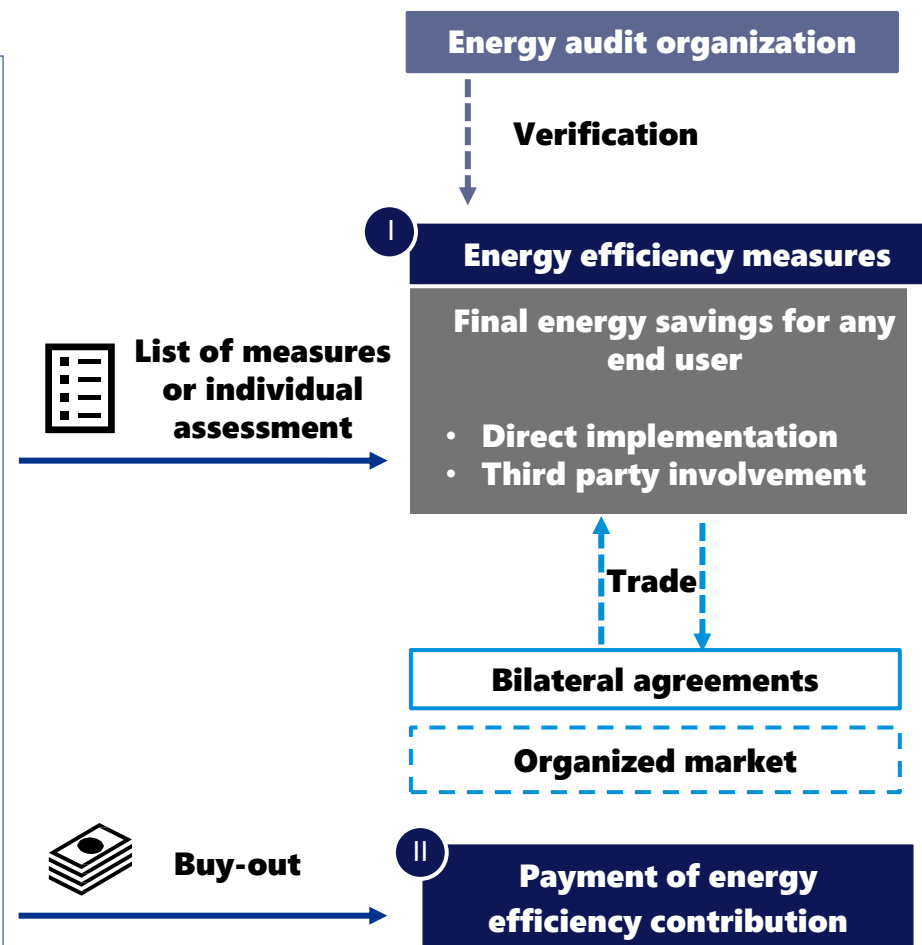 Energy audit organization
Verification
I
Energy efficiency measures
List of measures
or individual
assessment
Final energy savings for any
end user
• Direct implementation
• Third party involvement
Trade
Bilateral agreements
Organized market
Buy-out
II
Payment of energy
efficiency contribution